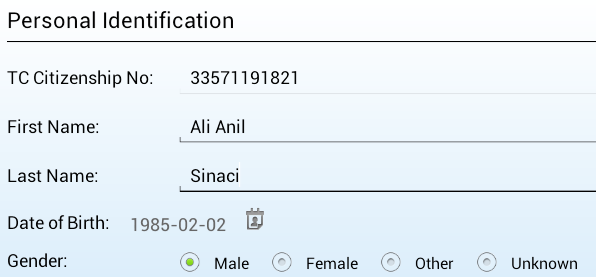 Personal Identification
TC Citizenship No: 33571191821
First Name: Ali Anil
Last Name: Sinaci
Date of Birth: 1985-02-02
Gender: Male Female Other Unknown